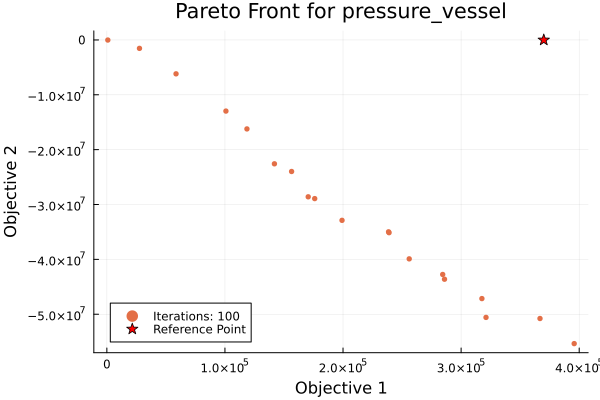 Pareto Front for pressure_vessel
Objective 2
0
−1.0×10⁷
−2.0×10⁷
−3.0×10⁷
−4.0×10⁷
−5.0×10⁷
Iterations: 100
Reference Point
0
1.0×10⁵
2.0×10⁵
3.0×10⁵
4.0×10⁵
Objective 1